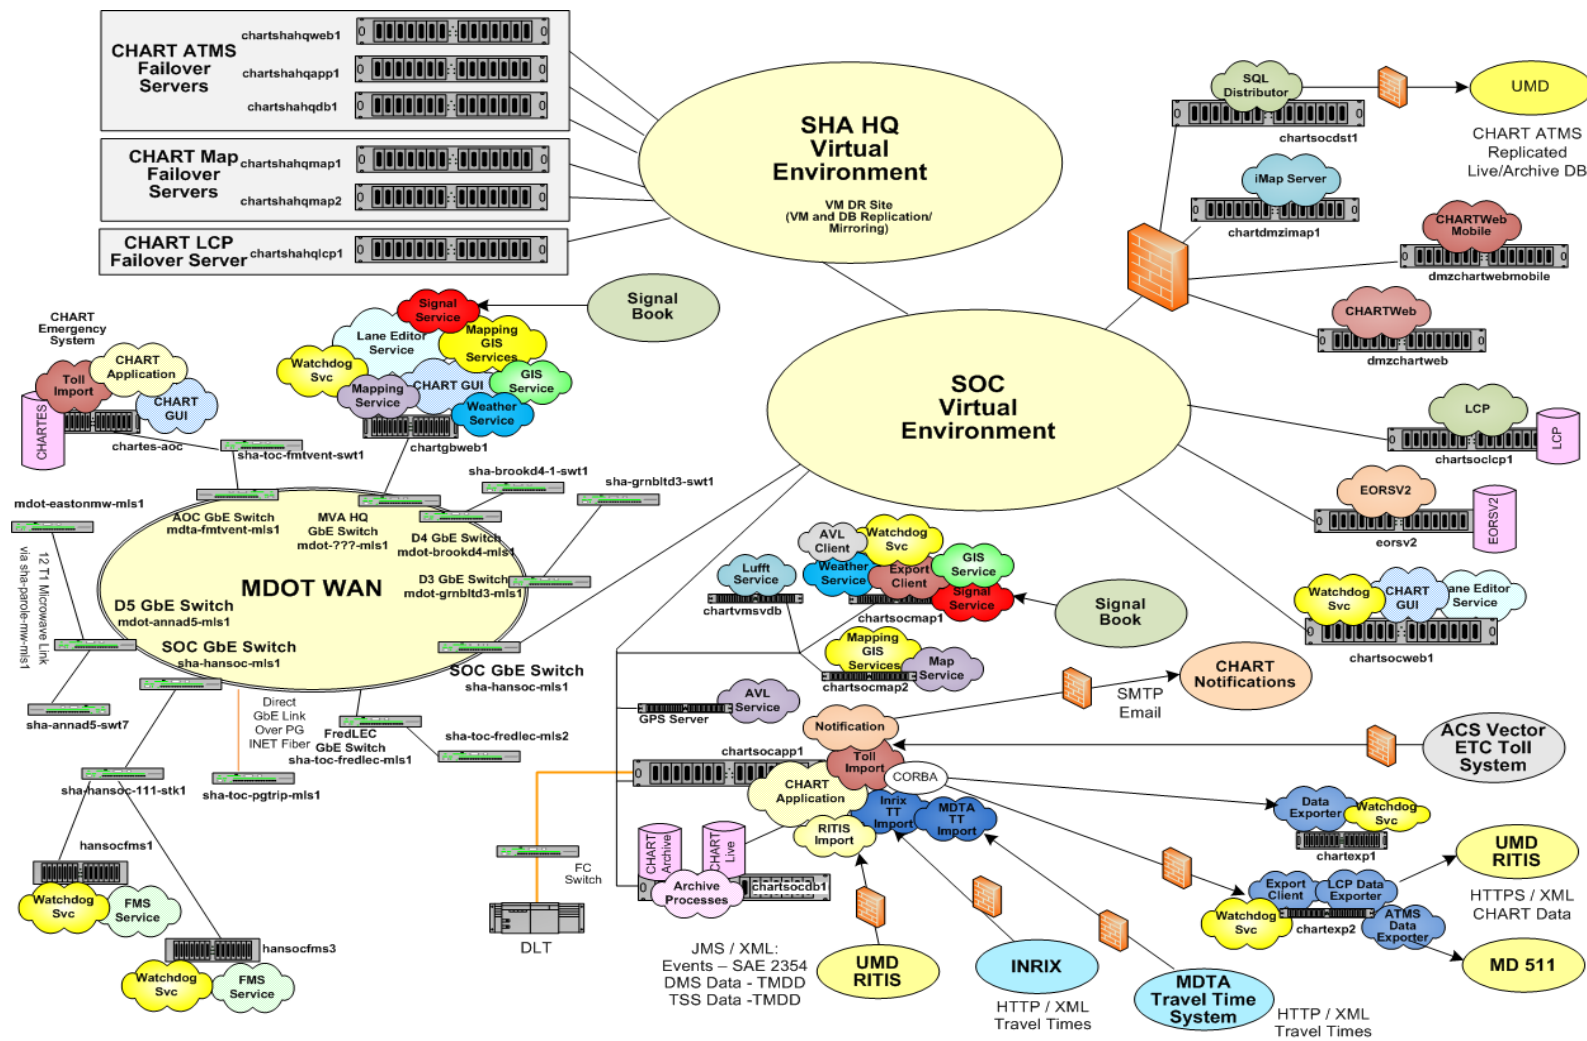 CHART ATMS
Failover
Servers
chartshahqweb1
chartshahqapp1
chartshahqdb1
CHART Map
Failover
Servers
chartshahqmap1
chartshahqmap2
CHART LCP
Failover Server
chartshahqlcp1
SHA HQ
Virtual
Environment
VM DR Site
(VM and DB Replication/
Mirroring)
SQL
Distributor
chartsocdst1
UMD
CHART ATMS
Replicated
Live/Archive DB
iMap Server
chartdmzimap1
CHARTWeb
Mobile
dmzchartwebmobile
CHARTWeb
dmzchartweb
LCP
chartsoclcp1
LCP
EORSV2
eorsv2
EORSV2
Watchdog
Svc
CHART
GUI
ane Editor
Service
chartsocweb1
SOC
Virtual
Environment
Signal
Book
Signal
Service
Lane Editor
Service
Mapping
GIS
Services
Watchdog
Svc
Mapping
Service
CHART GUI
GIS
Service
Weather
Service
chartgbweb1
CHART
Emergency
System
Toll
Import
CHART
Application
CHART
GUI
CHARTES
chartes-aoc
sha-toc-fmtvent-swt1
sha-brookd4-1-swt1
sha-grnbltd3-swt1
mdot-eastonmw-mls1
12 T1 Microwave Link
via sha-parole-mw-mls1
AOC GbE Switch
mdta-fmtvent-mls1
MVA HQ
GbE Switch
mdot-???-mls1
D4 GbE Switch
mdot-brookd4-mls1
D3 GbE Switch
mdot-grnbltd3-mls1
MDOT WAN
D5 GbE Switch
mdot-annad5-mls1
SOC GbE Switch
sha-hansoc-mls1
SOC GbE Switch
sha-hansoc-mls1
sha-annad5-swt7
Direct
GbE Link
Over PG
INET Fiber
FredLEC
GbE Switch
sha-toc-fredlec-mls1
sha-toc-fredlec-mls2
sha-hansoc-111-stk1
sha-toc-pgtrip-mls1
hansocfms1
Watchdog
Svc
FMS
Service
hansocfms3
Watchdog
Svc
FMS
Service
AVL
Client
Watchdog
Svc
Lufft
Service
Weather
Service
Export
Client
GIS
Service
Signal
Service
chartvmsvdb
chartsocmap1
Signal
Book
Mapping
GIS
Services
Map
Service
chartsocmap2
AVL
Service
GPS Server
CHART
Notifications
SMTP
Email
Notification
chartsocapp1
Toll
Import
CORBA
ACS Vector
ETC Toll
System
CHART
Application
Inrix
TT
Import
MDTA
TT
Import
RITIS
Import
CHART
Archive
CHART
Live
Archive
Processes
chartsocdb1
FC
Switch
DLT
Data
Exporter
Watchdog
Svc
chartexp1
Export
Client
LCP Data
Exporter
Watchdog
Svc
chartexp2
ATMS
Data
Exporter
UMD
RITIS
HTTPS / XML
CHART Data
MD 511
JMS / XML:
Events – SAE 2354
DMS Data - TMDD
TSS Data -TMDD
UMD
RITIS
INRIX
HTTP / XML
Travel Times
MDTA
Travel Time
System
HTTP / XML
Travel Times